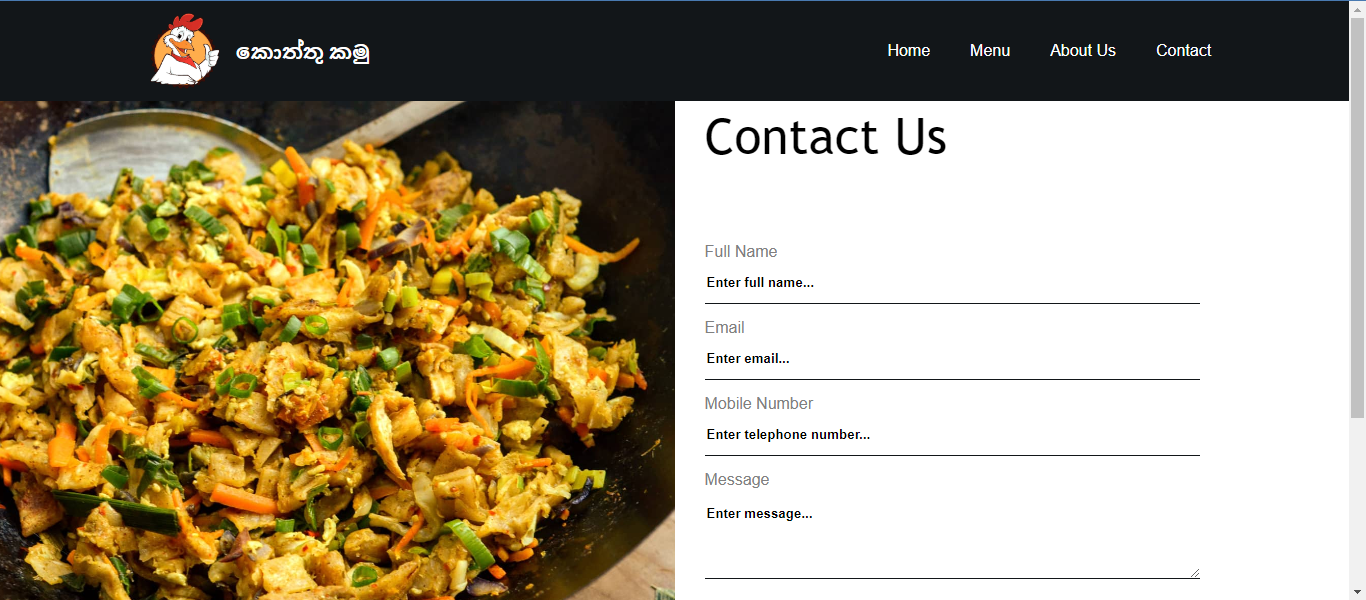 කොත්තු කමු
Home Menu About Us Contact
Contact Us
Full Name
Enter full name...
Email
Enter email...
Mobile Number
Enter telephone number...
Message
Enter message...